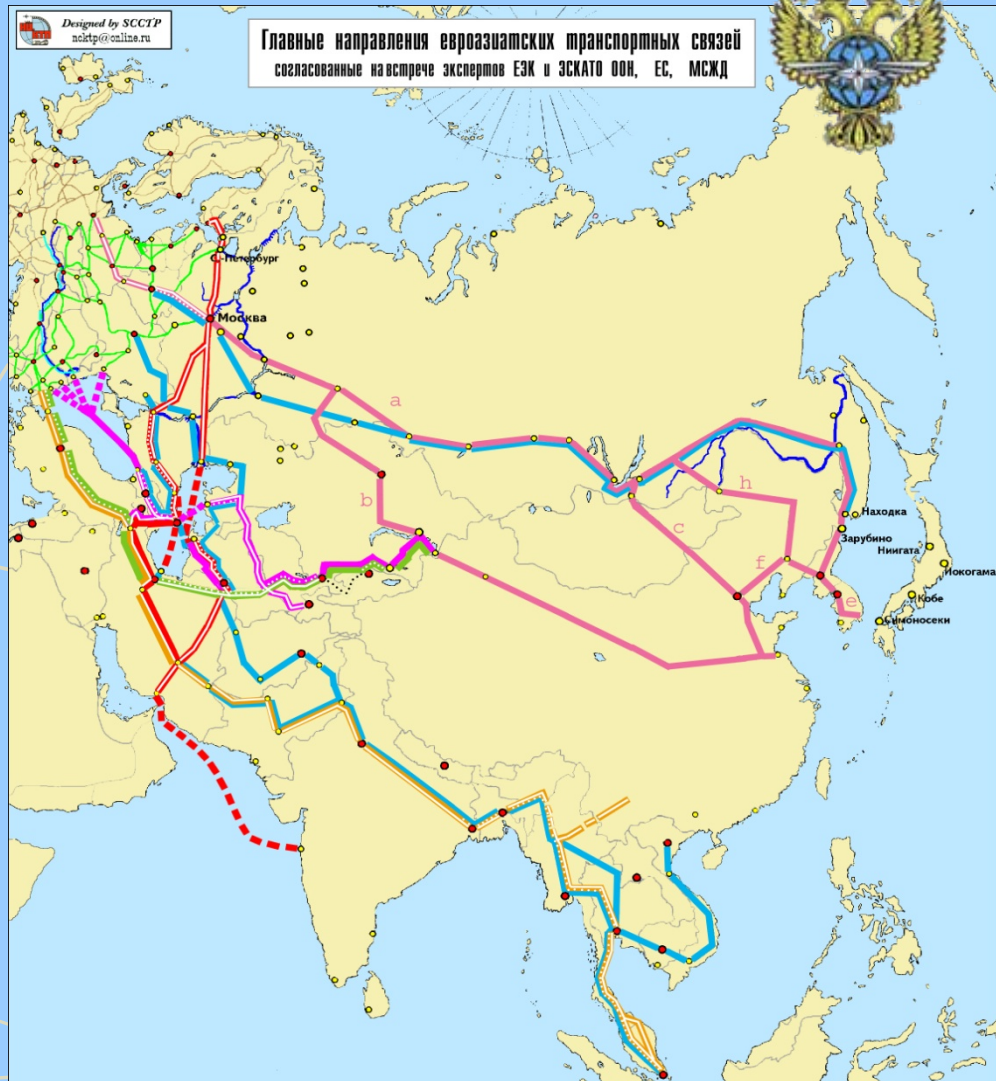 Designed by SCCTP
ncktp@online.ru
Главные направления евроазиатских транспортных связей
согласованные на встрече экспертов ЕЭК и ЭСКАТО ООН, ЕС, МСЖД
С.-Петербург
Москва
a
b
h
c
f
e
Находка
Зарубино
Ниигата
Иокогама
Кобе
Симоносеки